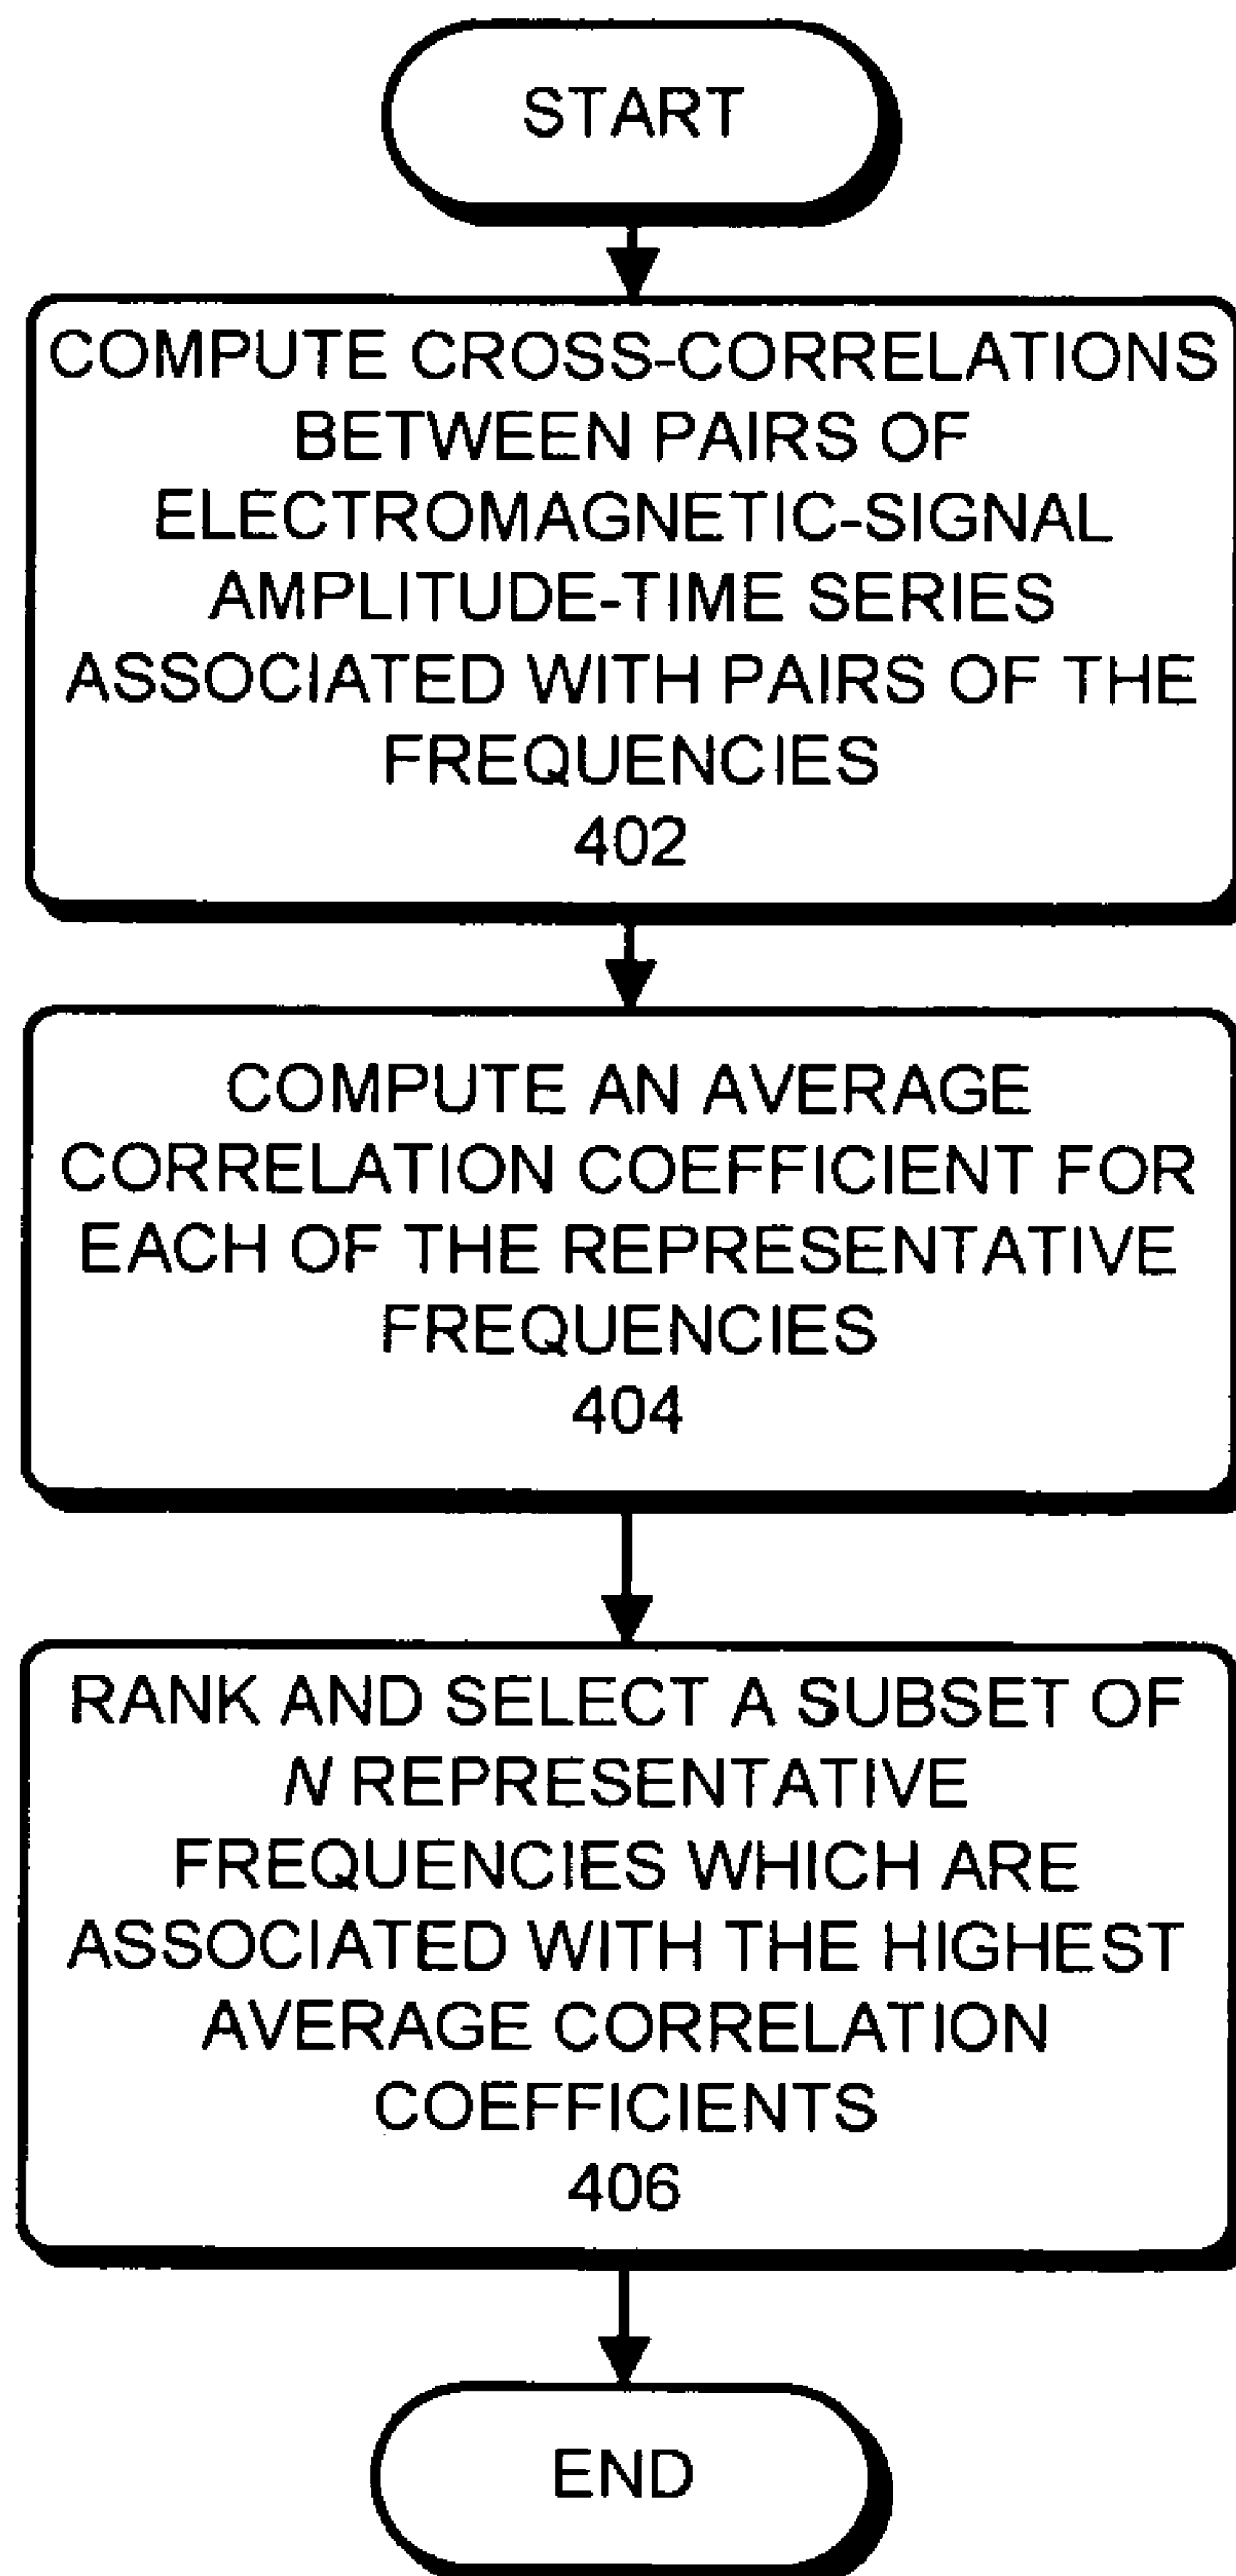 START
COMPUTE CROSS-CORRELATIONS
BETWEEN PAIRS OF
ELECTROMAGNETIC-SIGNAL
AMPLITUDE-TIME SERIES
ASSOCIATED WITH PAIRS OF THE
FREQUENCIES
402
COMPUTE AN AVERAGE
CORRELATION COEFFICIENT FOR
EACH OF THE REPRESENTATIVE
FREQUENCIES
404
RANK AND SELECT A SUBSET OF
N REPRESENTATIVE
FREQUENCIES WHICH ARE
ASSOCIATED WITH THE HIGHEST
AVERAGE CORRELATION
COEFFICIENTS
406
END